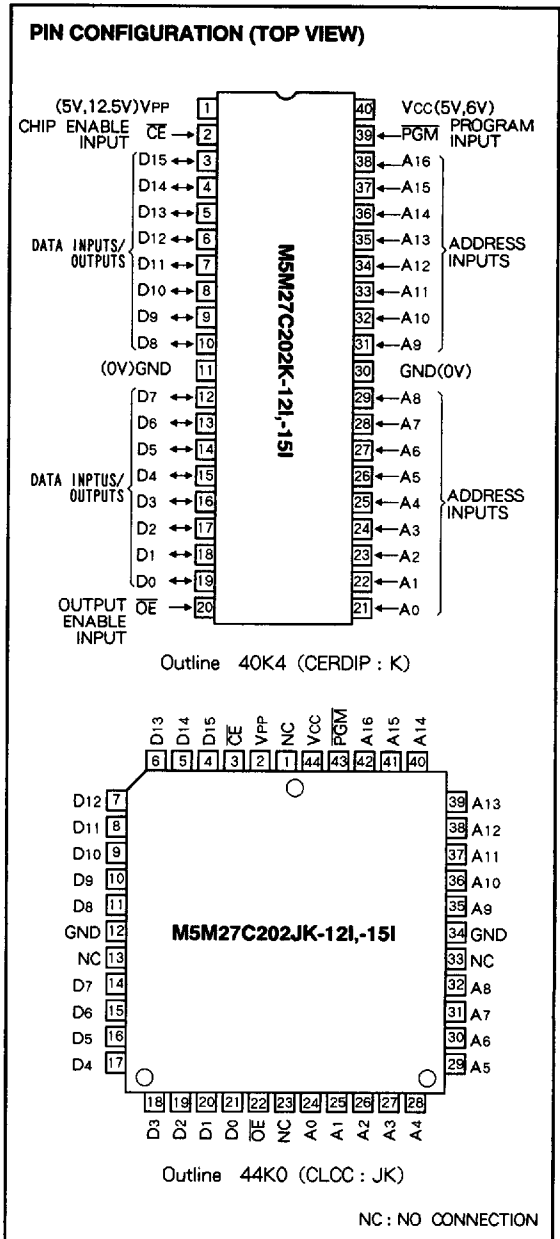 PIN CONFIGURATION (TOP VIEW)
(5V,12.5V)VPP 1 40 VCC(5V,6V)
CHIP ENABLE INPUT CE → 2 39 ← PGM PROGRAM INPUT
D15 ↔ 3 38 ← A16
D14 ↔ 4 37 ← A15
D13 ↔ 5 36 ← A14
D12 ↔ 6 35 ← A13
DATA INPUTS/ OUTPUTS
ADDRESS INPUTS
D11 ↔ 7 34 ← A12
D10 ↔ 8 33 ← A11
D9 ↔ 9 32 ← A10
D8 ↔ 10 31 ← A9
(0V)GND 11 30 GND(0V)
D7 ↔ 12 29 ← A8
D6 ↔ 13 28 ← A7
D5 ↔ 14 27 ← A6
D4 ↔ 15 26 ← A5
DATA INPTUS/ OUTPUTS
ADDRESS INPUTS
D3 ↔ 16 25 ← A4
D2 ↔ 17 24 ← A3
D1 ↔ 18 23 ← A2
D0 ↔ 19 22 ← A1
OUTPUT ENABLE INPUT OE → 20 21 ← A0
M5M27C202K-12I,-15I
Outline 40K4 (CERDIP : K)
D13 D14 D15 CE VPP NC VCC PGM A16 A15 A14
6 5 4 3 2 1 44 43 42 41 40
D12 7 39 A13
D11 8 38 A12
D10 9 37 A11
D9 10 36 A10
D8 11 35 A9
GND 12 34 GND
M5M27C202JK-12I,-15I
NC 13 33 NC
D7 14 32 A8
D6 15 31 A7
D5 16 30 A6
D4 17 29 A5
18 19 20 21 22 23 24 25 26 27 28
D3 D2 D1 D0 OE NC A0 A1 A2 A3 A4
Outline 44K0 (CLCC : JK)
NC : NO CONNECTION